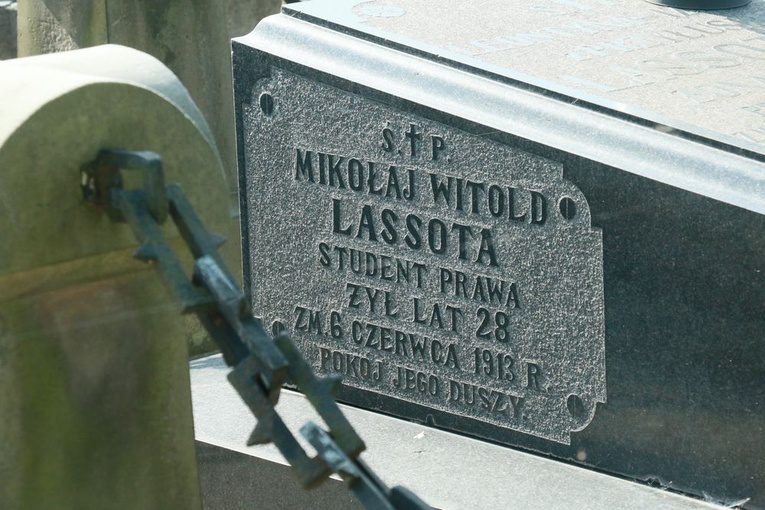 Ś.✝P.
MIKOŁAJ WITOLD
LASSOTA
STUDENT PRAWA
ŻYŁ LAT 28
ZM. 6 CZERWCA 1913 R.
POKÓJ JEGO DUSZY.